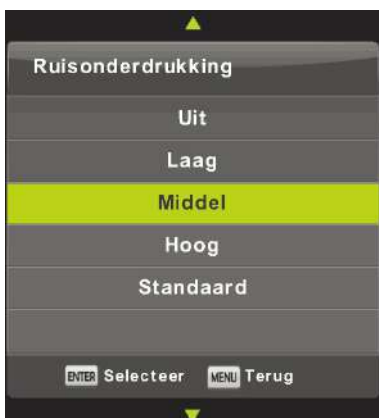 Ruisonderdrukking
Uit
Laag
Middel
Hoog
Standaard
ENTER Selecteer MENU Terug